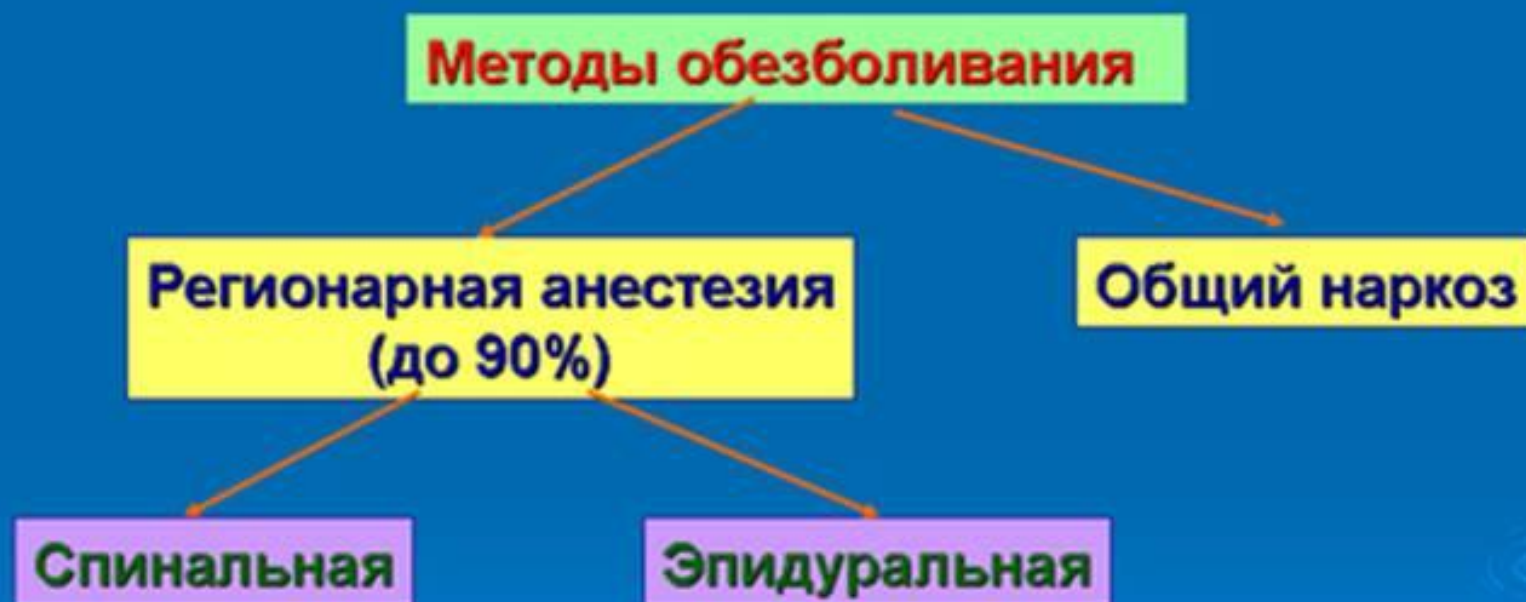 Методы обезболивания
Регионарная анестезия
(до 90%)
Общий наркоз
Спинальная
Эпидуральная